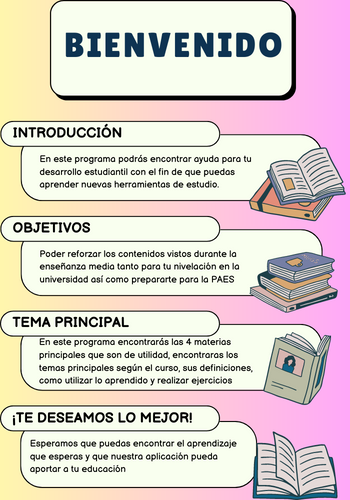 BIENVENIDO
INTRODUCCIÓN
En este programa podrás encontrar ayuda para tu
desarrollo estudiantil con el fin de que puedas
aprender nuevas herramientas de estudio.
OBJETIVOS
Poder reforzar los contenidos vistos durante la
enseñanza media tanto para tu nivelación en la
universidad así como prepararte para la PAES
TEMA PRINCIPAL
En este programa encontrarás las 4 materias
principales que son de utilidad, encontraras los
temas principales según el curso, sus definiciones,
como utilizar lo aprendido y realizar ejercicios
¡TE DESEAMOS LO MEJOR!
Esperamos que puedas encontrar el aprendizaje
que esperas y que nuestra aplicación pueda
aportar a tu educación